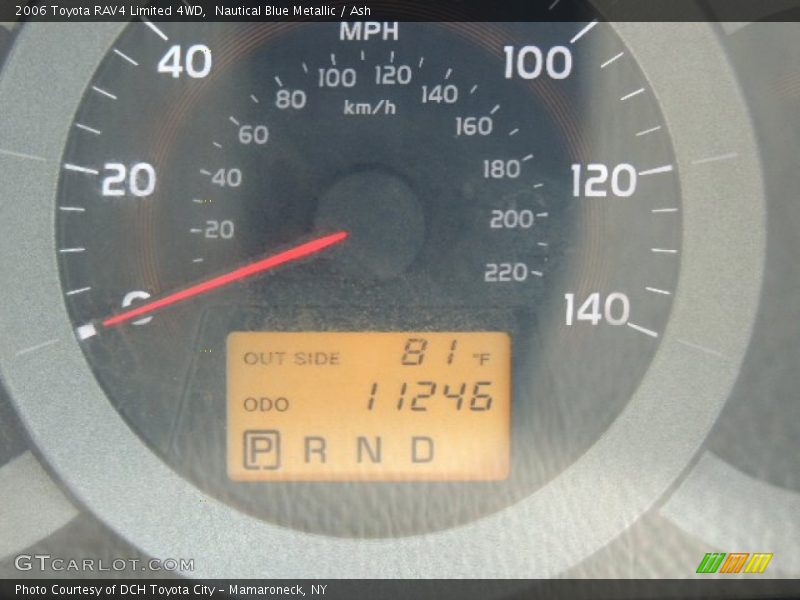 2006 Toyota RAV4 Limited 4WD, Nautical Blue Metallic / Ash
MPH
40
100
100
120
80
140
km/h
60
160
20
120
40
180
20
200
220
0
140
OUT SIDE 81 °F
ODO 11246
P R N D
GTCARLOT.COM
Photo Courtesy of DCH Toyota City - Mamaroneck, NY